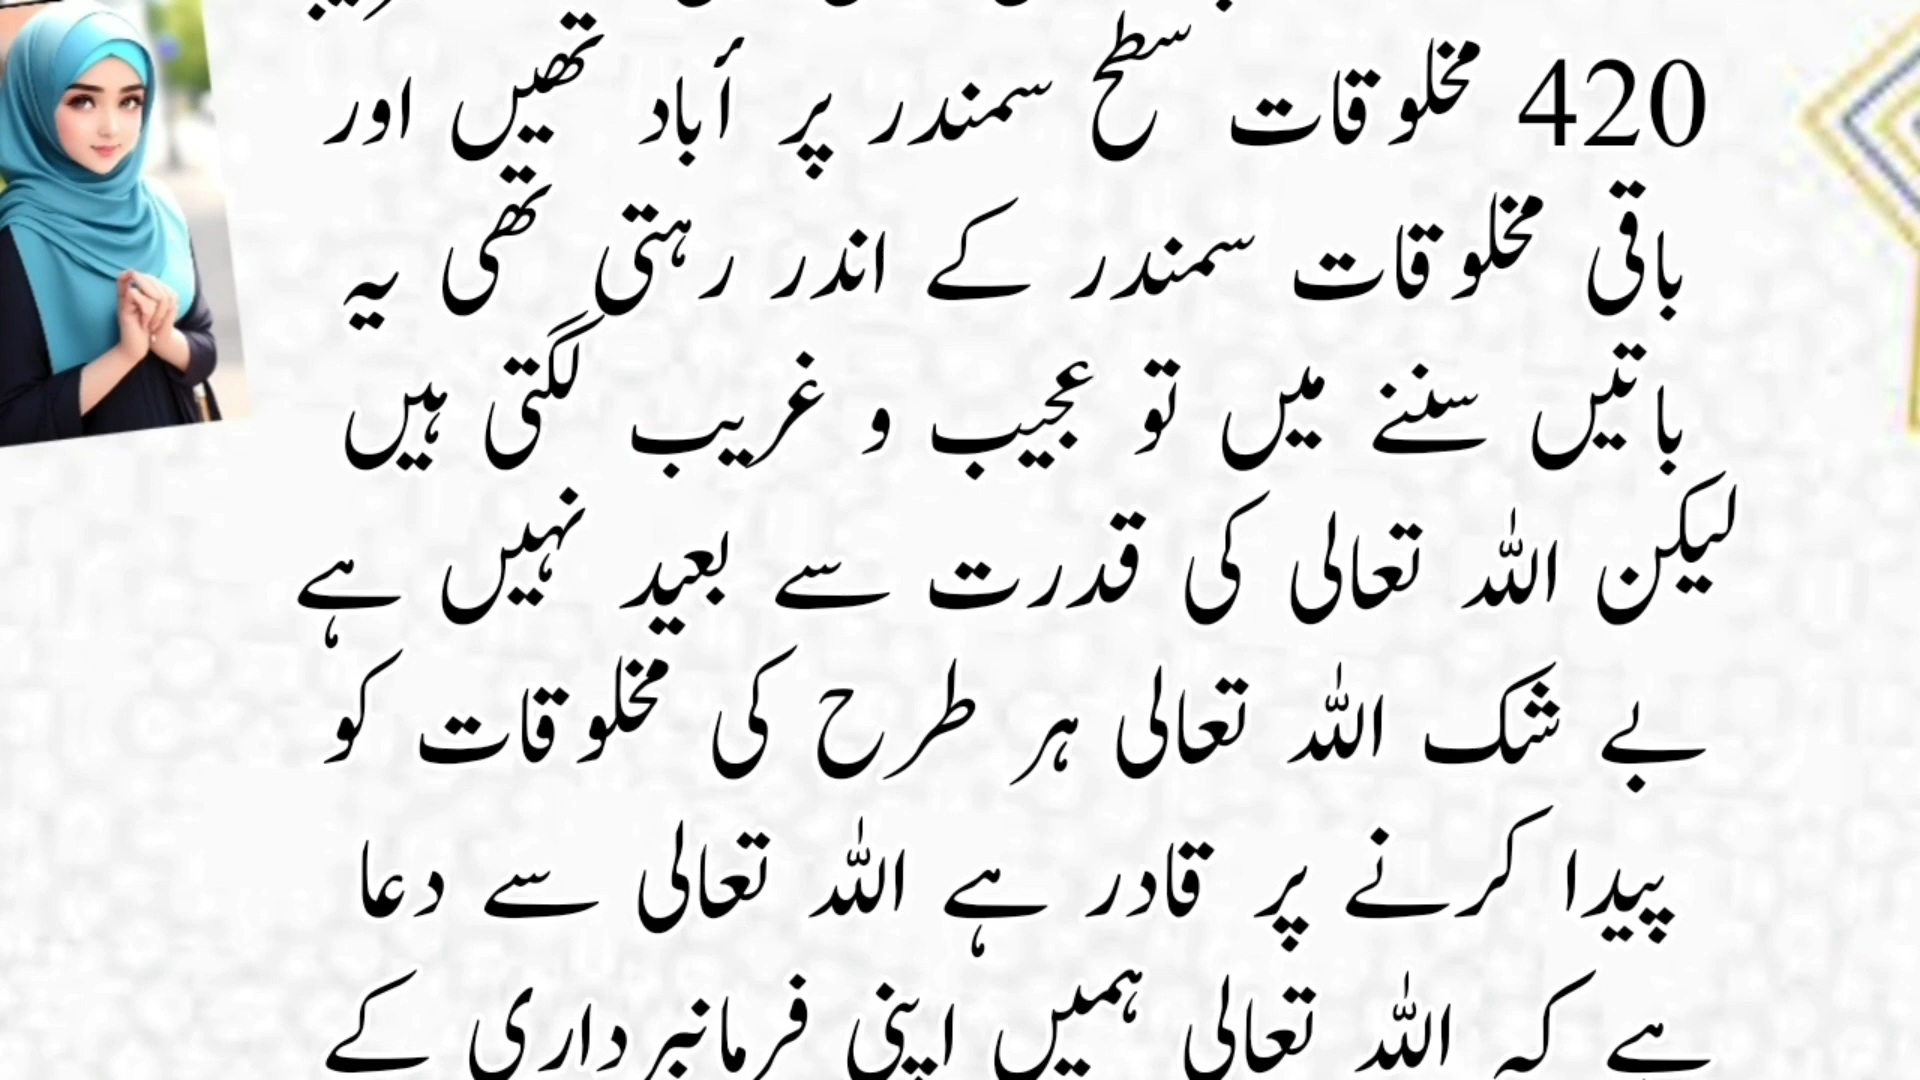 420 مخلوقات سطح سمندر پر أباد تھیں اور
باقی مخلوقات سمندر کے اندر رہتی تھی یہ
باتیں سننے میں تو عجیب و غریب لگتی ہیں
لیکن اللہ تعالی کی قدرت سے بعید نہیں ہے
بے شک اللہ تعالی ہر طرح کی مخلوقات کو
پیدا کرنے پر قادر ہے اللہ تعالی سے دعا
ہے کہ اللہ تعالی ہمیں اپنی فرمانبرداری کے